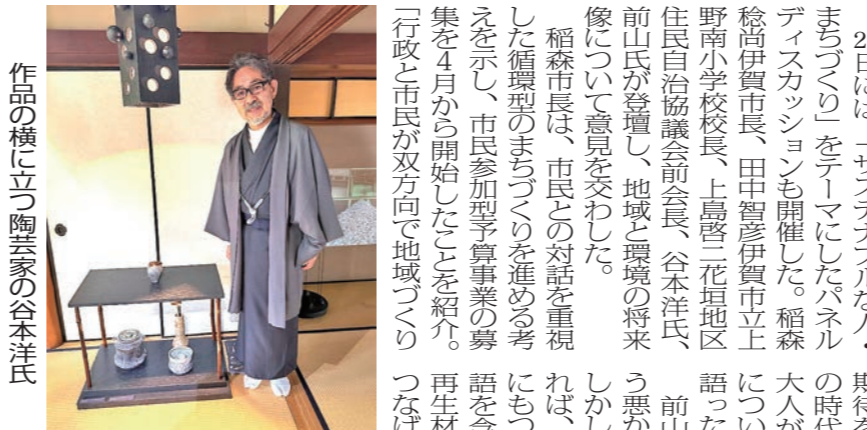 2日には、「サステナブルな人・
まちづくり」をテーマにしたパネル
ディスカッションも開催した。稲森
稔尚伊賀市長、田中智彦伊賀市立上
野南小学校校長、上島啓二花垣地区
住民自治協議会前会長、谷本洋氏、
前山氏が登壇し、地域と環境の将来
像について意見を交わした。
稲森市長は、市民との対話を重視
した循環型のまちづくりを進める考
えを示し、市民参加型予算事業の募
集を4月から開始したことを紹介。
「行政と市民が双方向で地域づくり
期待を
の時代
大人が
につい
語った
前山
う悪か
しかし
れば、
にもつ
語を含
再生材
つなげ
作品の横に立つ陶芸家の谷本洋氏